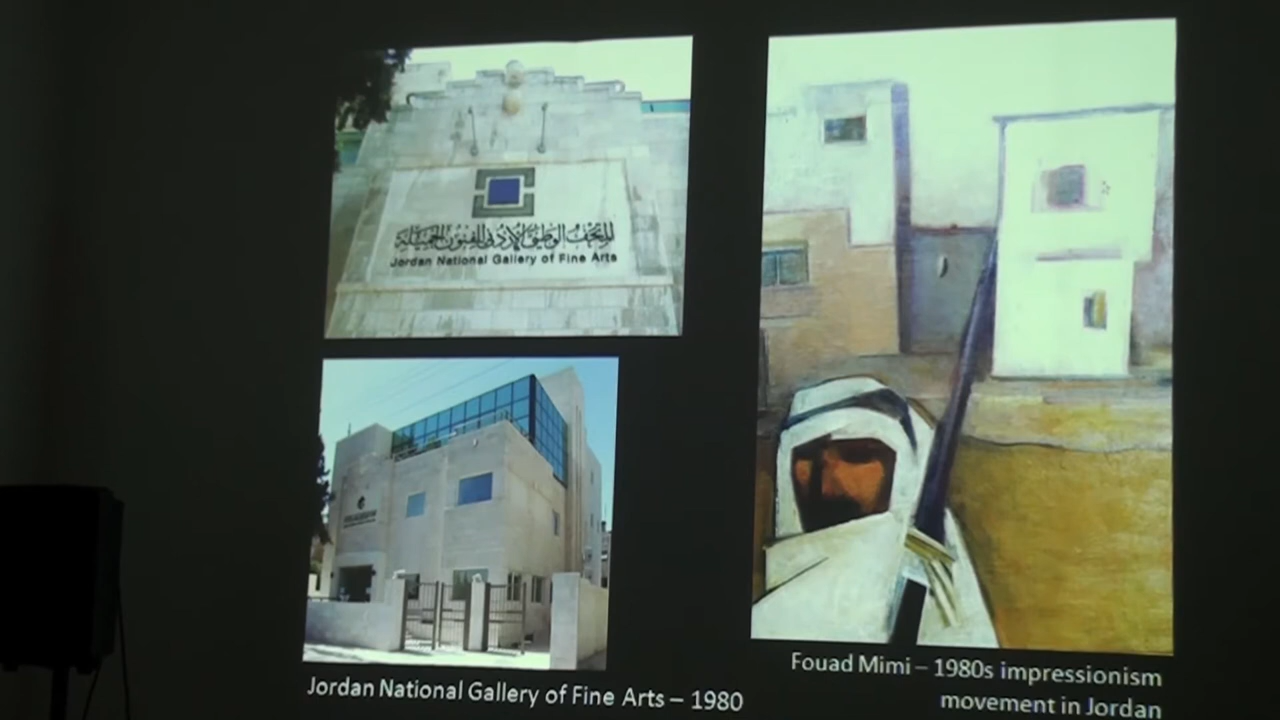 المتحف الوطني الأردني للفنون الجميلة
Jordan National Gallery of Fine Arts
Jordan National Gallery of Fine Arts – 1980
Fouad Mimi – 1980s impressionism
movement in Jordan